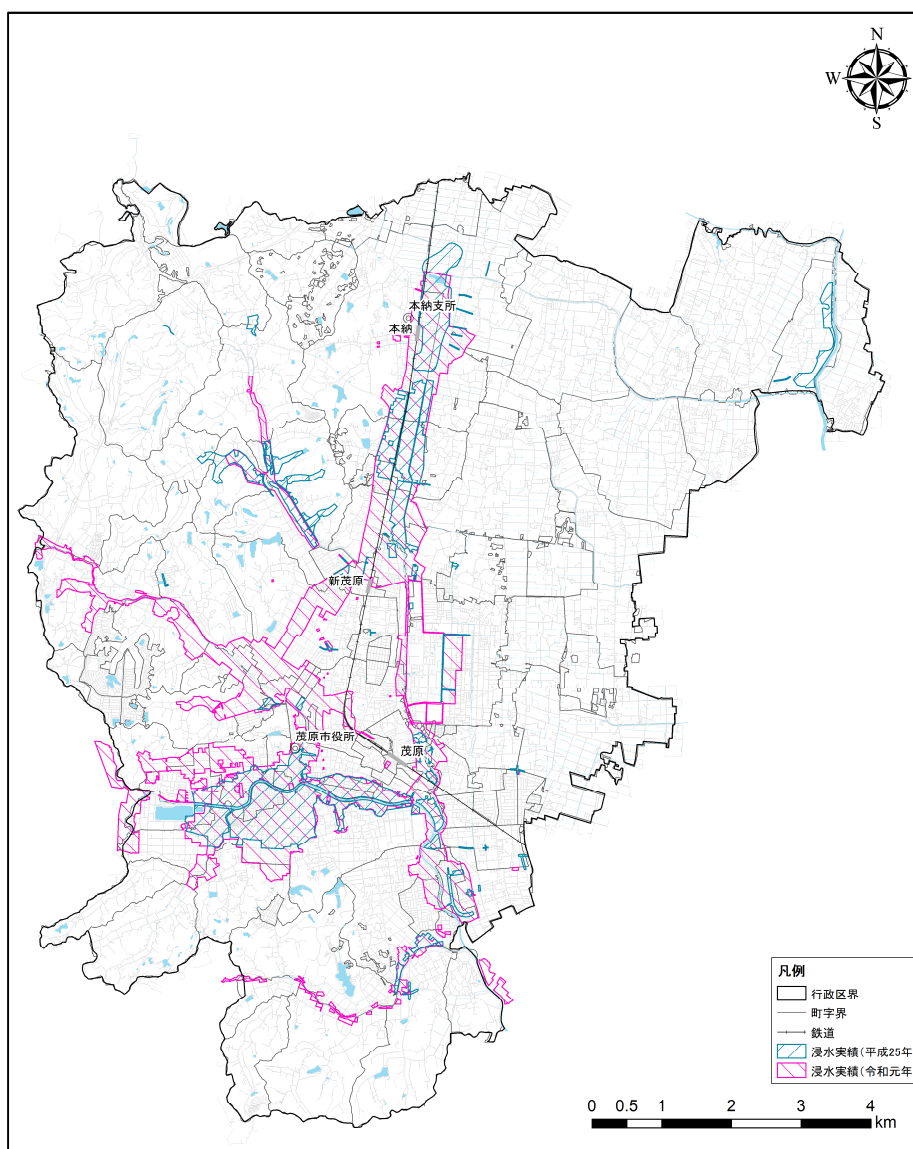 N
W
S
本納支所
本納
新茂原
茂原市役所
茂原
凡例
行政区界
町字界
鉄道
浸水実績(平成25年
浸水実績(令和元年
0 0.5 1 2 3 4
km